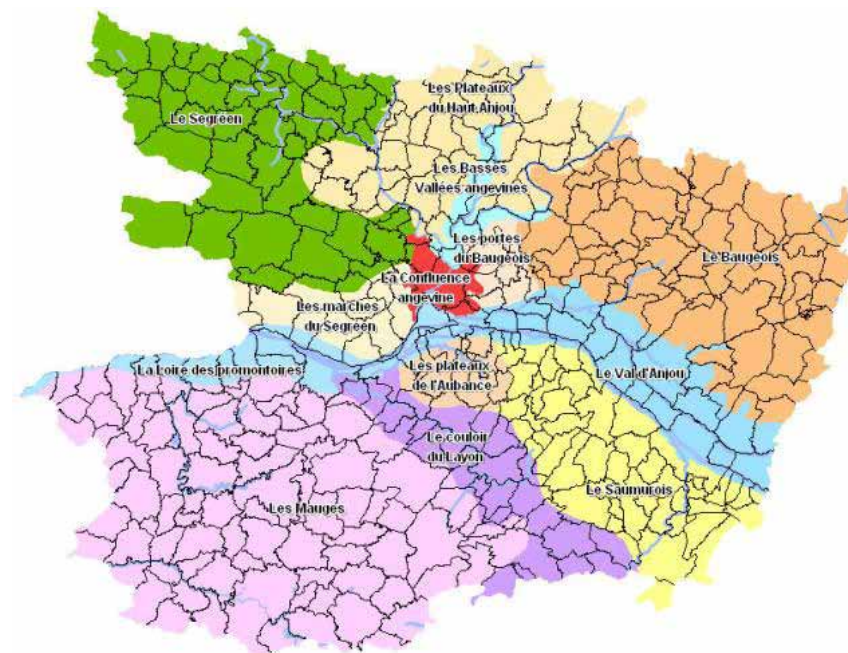 Les Plateaux
du Haut Anjou
Le Segréen
Les Basses
Vallées angevines
Les portes
du Baugeois
Le Baugeois
La Confluence
angevine
Les marches
du Segréen
La Loire des promontoires
Les plateaux
de l'Aubance
Le Val d'Anjou
Le couloir
du Layon
Le Saumurois
Les Mauges